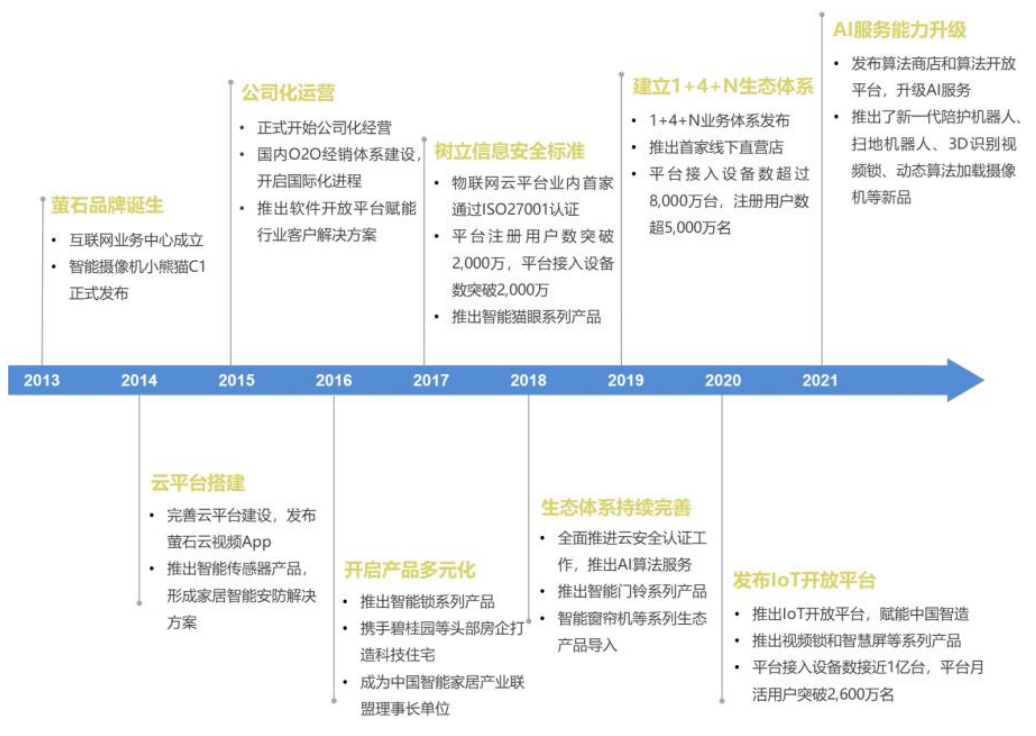 AI服务能力升级
• 发布算法商店和算法开放
平台，升级AI服务
• 推出了新一代陪护机器人、
扫地机器人、3D识别视
频锁、动态算法加载摄像
机等新品
建立1+4+N生态体系
• 1+4+N业务体系发布
• 推出首家线下直营店
• 平台接入设备数超过
8,000万台，注册用户数
超5,000万名
公司化运营
• 正式开始公司化经营
• 国内O2O经销体系建设，
开启国际化进程
• 推出软件开放平台赋能
行业客户解决方案
树立信息安全标准
• 物联网云平台业内首家
通过ISO27001认证
• 平台注册用户数突破
2,000万，平台接入设备
数突破2,000万
• 推出智能猫眼系列产品
萤石品牌诞生
• 互联网业务中心成立
• 智能摄像机小熊猫C1
正式发布
2013 2014 2015 2016 2017 2018 2019 2020 2021
云平台搭建
• 完善云平台建设，发布
萤石云视频App
• 推出智能传感器产品，
形成家居智能安防解决
方案
开启产品多元化
• 推出智能锁系列产品
• 携手碧桂园等头部房企打
造科技住宅
• 成为中国智能家居产业联
盟理事长单位
生态体系持续完善
• 全面推进云安全认证工
作，推出AI算法服务
• 推出智能门铃系列产品
• 智能窗帘机等系列生态
产品导入
发布IoT开放平台
• 推出IoT开放平台，赋能中国智造
• 推出视频锁和智慧屏等系列产品
• 平台接入设备数接近1亿台，平台月
活用户突破2,600万名